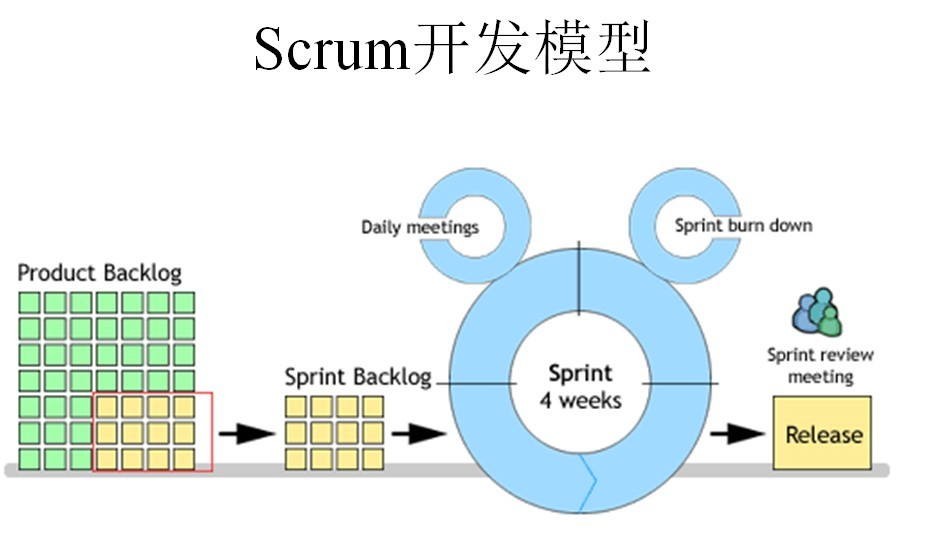 Scrum开发模型
Daily meetings
Sprint burn down
Product Backlog
Sprint Backlog
Sprint
4 weeks
Sprint review
meeting
Release